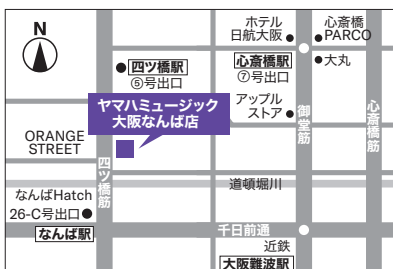 N
ホテル
日航大阪
心斎橋
PARCO
四ツ橋駅
⑤号出口
心斎橋駅
⑦号出口
大丸
ヤマハミュージック
大阪なんば店
アップル
ストア
御堂筋
心斎橋筋
ORANGE
STREET
四ツ橋筋
道頓堀川
なんばHatch
26-C号出口
なんば駅
千日前通
近鉄
大阪難波駅